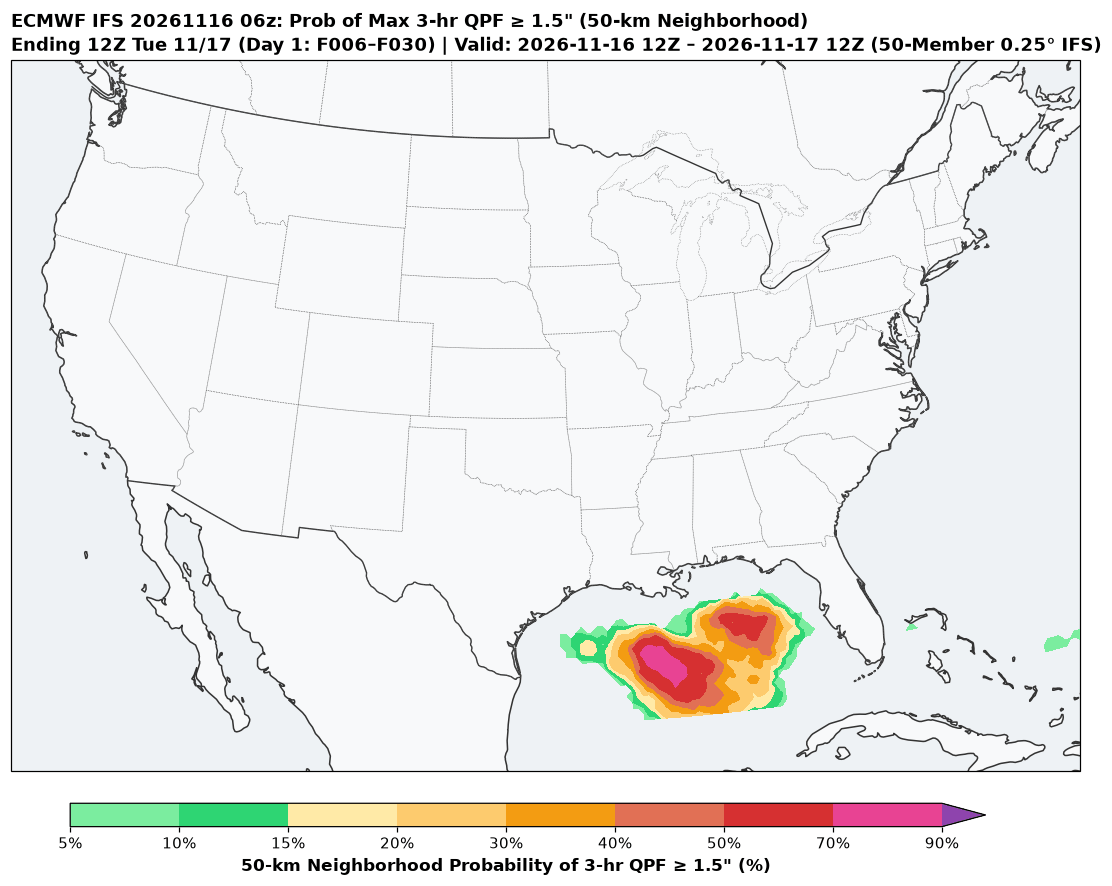 ECMWF IFS 20261116 06z: Prob of Max 3-hr QPF ≥ 1.5" (50-km Neighborhood)
Ending 12Z Tue 11/17 (Day 1: F006–F030) | Valid: 2026-11-16 12Z – 2026-11-17 12Z (50-Member 0.25° IFS)
5% 10% 15% 20% 30% 40% 50% 70% 90%
50-km Neighborhood Probability of 3-hr QPF ≥ 1.5" (%)